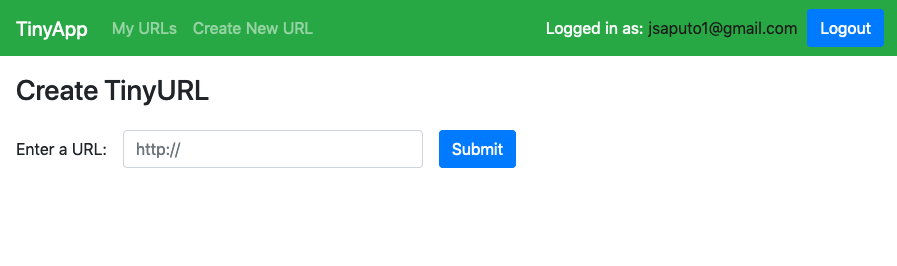 TinyApp My URLs Create New URL Logged in as: jsaputo1@gmail.com Logout
Create TinyURL
Enter a URL: http:// Submit